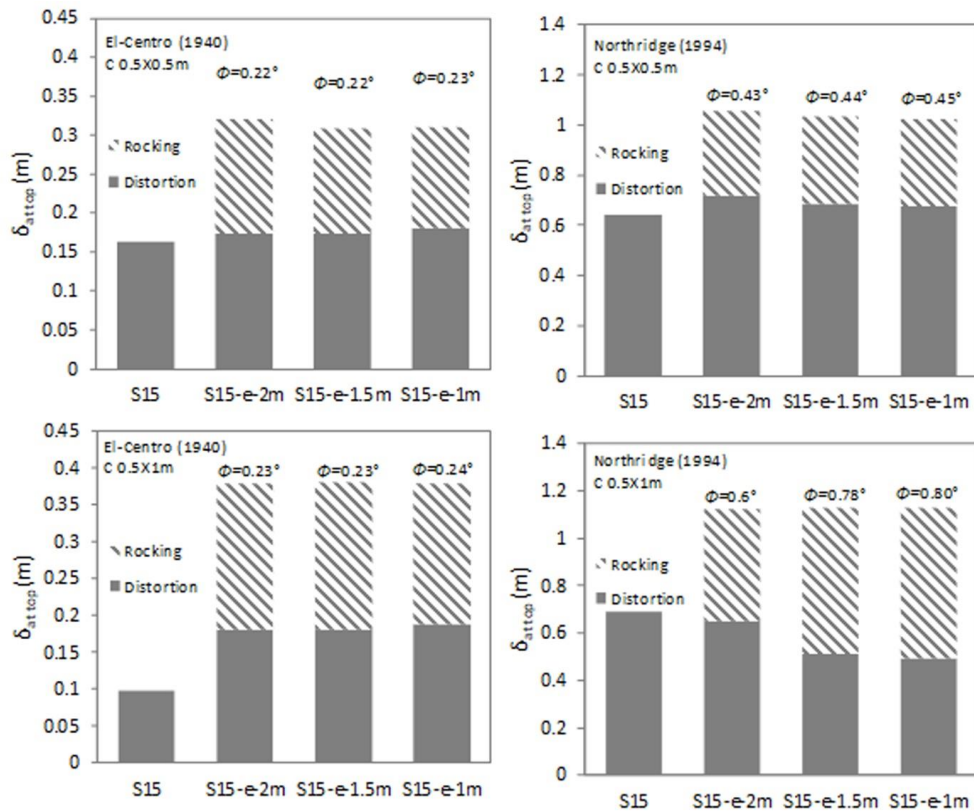 0.45
0.4
0.35
0.3
0.25
0.2
0.15
0.1
0.05
0
δat top (m)
El-Centro (1940)
C 0.5X0.5m
Φ=0.22°
Φ=0.22°
Φ=0.23°
Rocking
Distortion
S15
S15-e-2m
S15-e-1.5m
S15-e-1m
1.4
1.2
1
0.8
0.6
0.4
0.2
0
δat top (m)
Northridge (1994)
C 0.5X0.5m
Φ=0.43°
Φ=0.44°
Φ=0.45°
Rocking
Distortion
S15
S15-e-2m
S15-e-1.5m
S15-e-1m
0.45
0.4
0.35
0.3
0.25
0.2
0.15
0.1
0.05
0
δat top (m)
El-Centro (1940)
C 0.5X1m
Φ=0.23°
Φ=0.23°
Φ=0.24°
Rocking
Distortion
S15
S15-e-2m
S15-e-1.5m
S15-e-1m
1.4
1.2
1
0.8
0.6
0.4
0.2
0
δat top (m)
Northridge (1994)
C 0.5X1m
Φ=0.6°
Φ=0.78°
Φ=0.80°
Rocking
Distortion
S15
S15-e-2m
S15-e-1.5m
S15-e-1m